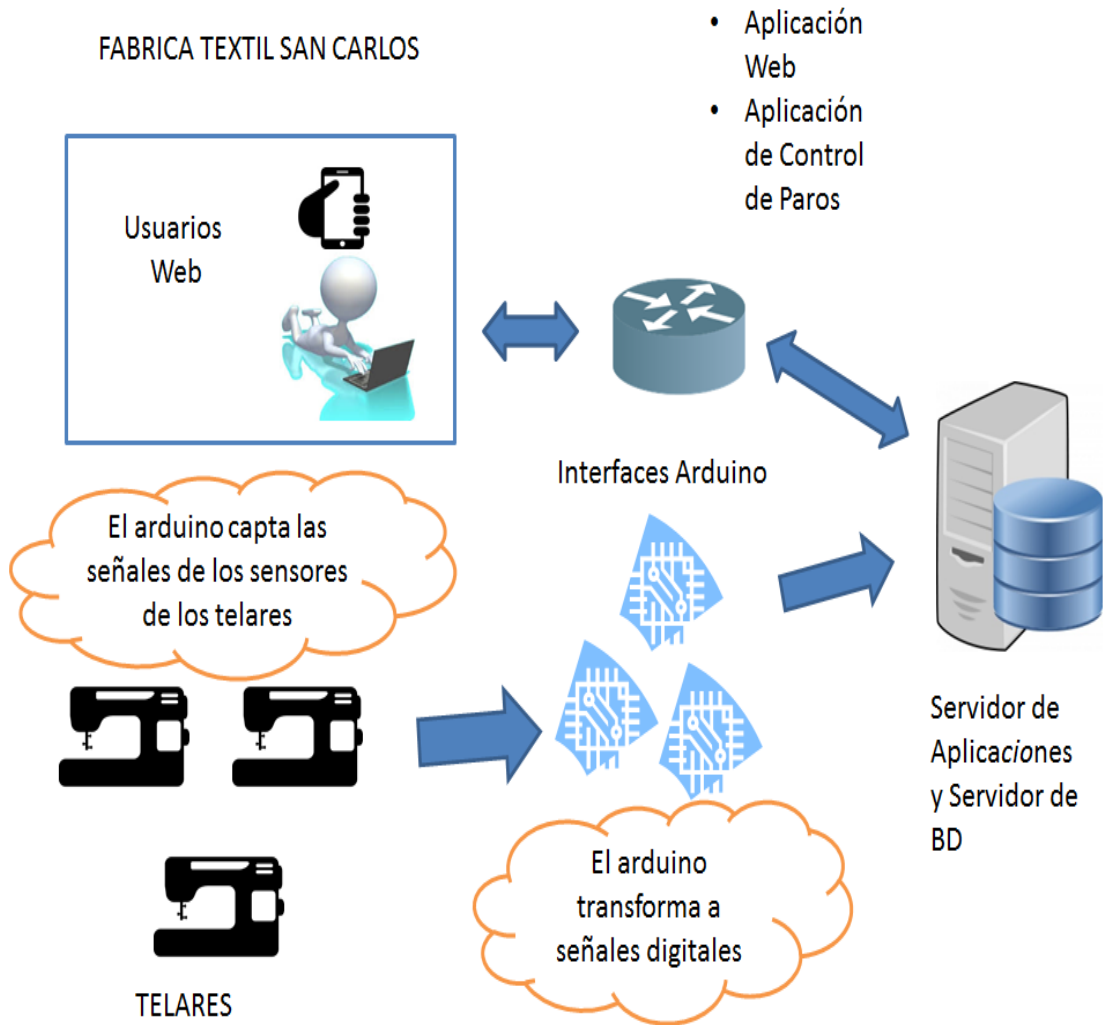 FABRICA TEXTIL SAN CARLOS
• Aplicación
Web
• Aplicación
de Control
de Paros
Usuarios
Web
Interfaces Arduino
El arduino capta las
señales de los sensores
de los telares
Servidor de
Aplicaciones
y Servidor de
BD
El arduino
transforma a
señales digitales
TELARES